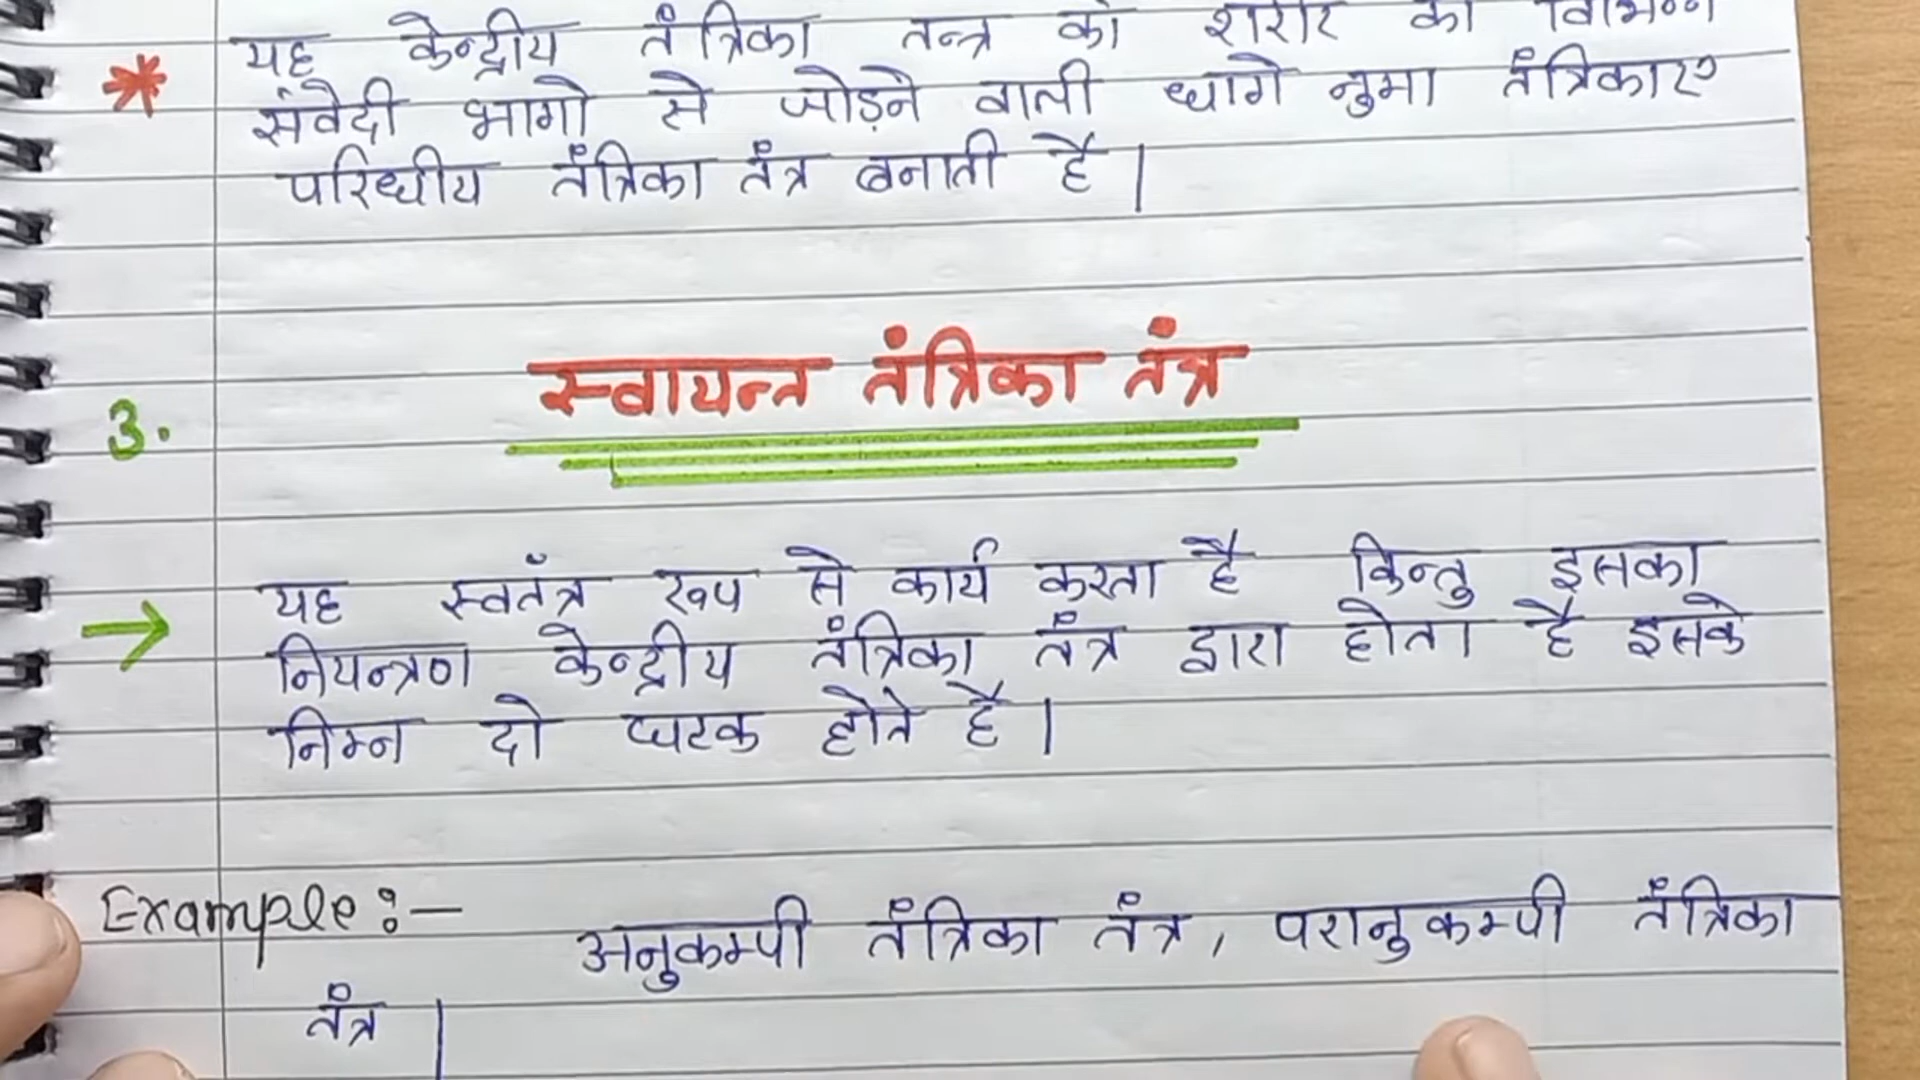 यह केन्द्रीय तंत्रिका तन्त्र को शरीर के विभिन्न
* संवेदी भागो से जोड़ने वाली धागे नुमा तंत्रिकाएं
परिधीय तंत्रिका तंत्र बनाती है |
3. स्वायन्त तंत्रिका तंत्र
→ यह स्वतंत्र रूप से कार्य करता है किन्तु इसका
नियन्त्रण केन्द्रीय तंत्रिका तंत्र द्वारा होता है इसके
निम्न दो घटक होते है |
Example :- अनुकम्पी तंत्रिका तंत्र, परानुकम्पी तंत्रिका
तंत्र |